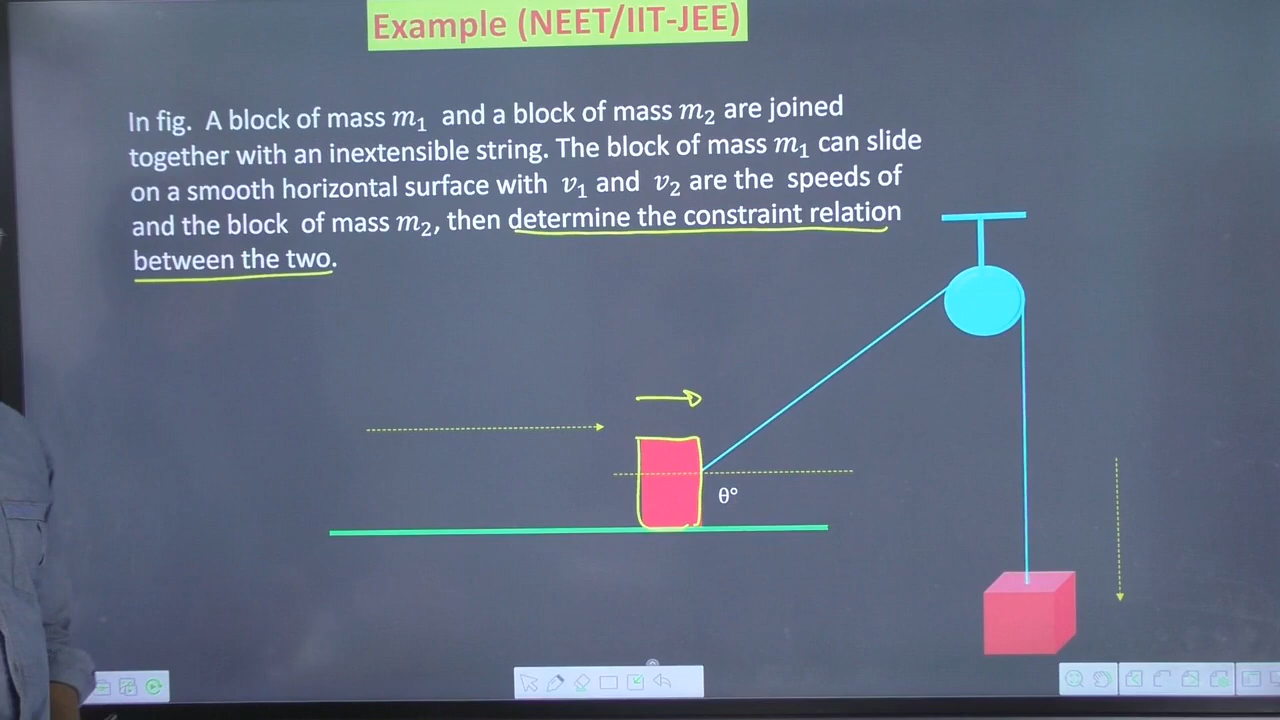 Example (NEET/IIT-JEE)
In fig. A block of mass m₁ and a block of mass m₂ are joined
together with an inextensible string. The block of mass m₁ can slide
on a smooth horizontal surface with v₁ and v₂ are the speeds of
and the block of mass m₂, then determine the constraint relation
between the two.
θ°